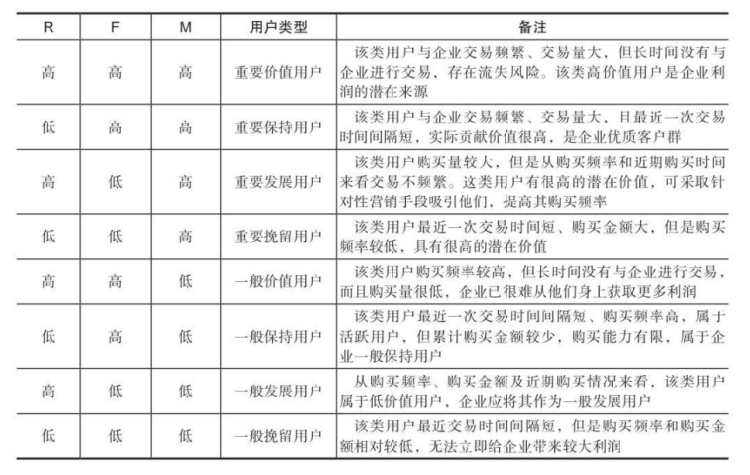 R F M 用户类型 备注
高 高 高 重要价值用户 该类用户与企业交易频繁、交易量大，但长时间没有与
企业进行交易，存在流失风险。该类高价值用户是企业利
润的潜在来源
低 高 高 重要保持用户 该类用户与企业交易频繁、交易量大，且最近一次交易
时间间隔短，实际贡献价值很高，是企业优质客户群
高 低 高 重要发展用户 该类用户购买量较大，但是从购买频率和近期购买时间
来看交易不频繁。这类用户有很高的潜在价值，可采取针
对性营销手段吸引他们，提高其购买频率
低 低 高 重要挽留用户 该类用户最近一次交易时间短、购买金额大，但是购买
频率较低，具有很高的潜在价值
高 高 低 一般价值用户 该类用户购买频率较高，但长时间没有与企业进行交易，
而且购买量很低，企业已很难从他们身上获取更多利润
低 高 低 一般保持用户 该类用户最近一次交易时间间隔短、购买频率高，属于
活跃用户，但累计购买金额较少，购买能力有限，属于企
业一般保持用户
高 低 低 一般发展用户 从购买频率、购买金额及近期购买情况来看，该类用户
属于低价值用户，企业应将其作为一般发展用户
低 低 低 一般挽留用户 该类用户最近交易时间间隔短，但是购买频率和购买金
额相对较低，无法立即给企业带来较大利润